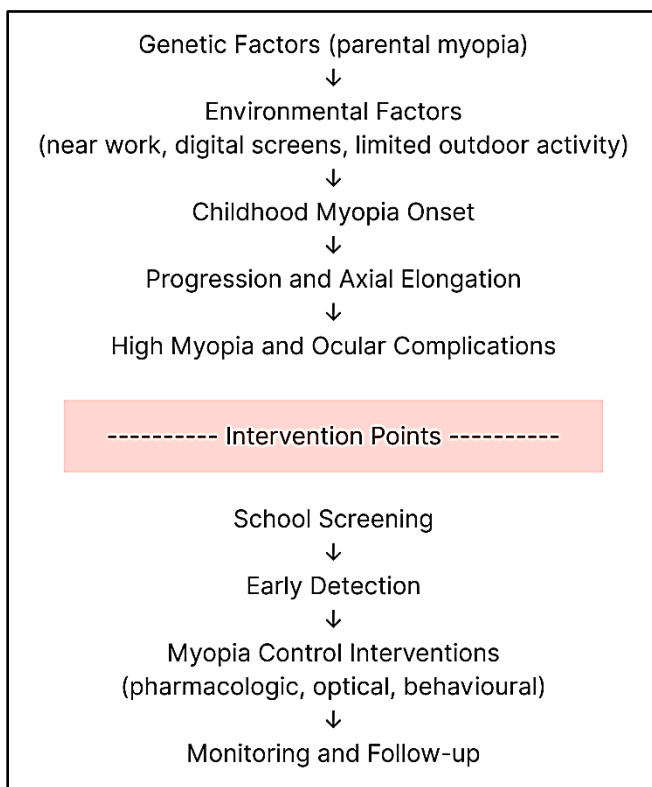 Genetic Factors (parental myopia)
↓
Environmental Factors
(near work, digital screens, limited outdoor activity)
↓
Childhood Myopia Onset
↓
Progression and Axial Elongation
↓
High Myopia and Ocular Complications
---------- Intervention Points ----------
School Screening
↓
Early Detection
↓
Myopia Control Interventions
(pharmacologic, optical, behavioural)
↓
Monitoring and Follow-up